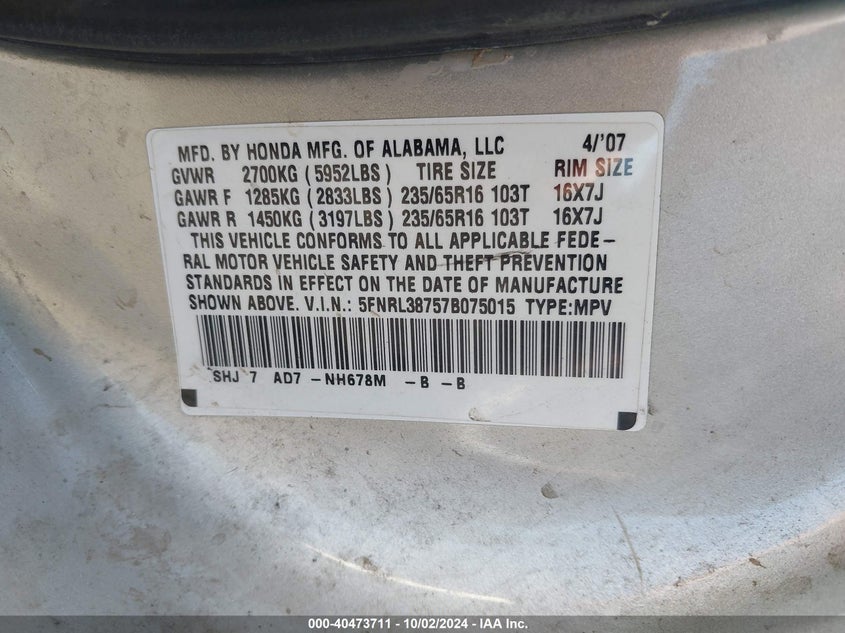 MFD. BY HONDA MFG. OF ALABAMA, LLC 4/'07
GVWR 2700KG (5952LBS) TIRE SIZE RIM SIZE
GAWR F 1285KG (2833LBS) 235/65R16 103T 16X7J
GAWR R 1450KG (3197LBS) 235/65R16 103T 16X7J
THIS VEHICLE CONFORMS TO ALL APPLICABLE FEDE-
RAL MOTOR VEHICLE SAFETY AND THEFT PREVENTION
STANDARDS IN EFFECT ON THE DATE OF MANUFACTURE
SHOWN ABOVE. V.I.N.: 5FNRL38757B075015 TYPE:MPV
SHJ 7 AD7 -NH678M -B -B
000-40473711 - 10/02/2024 - IAA Inc.